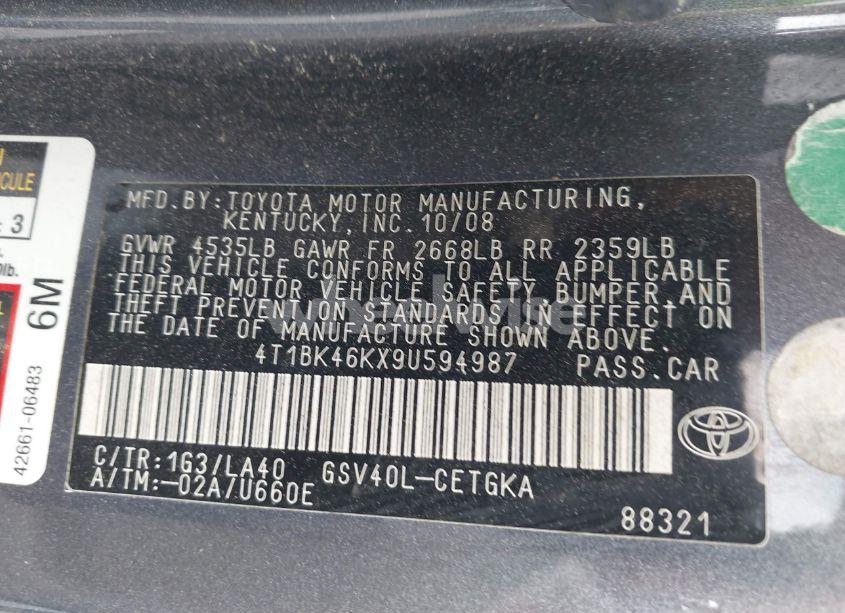 MFD.BY:TOYOTA MOTOR MANUFACTURING,
KENTUCKY,INC.10/08
GVWR 4535LB GAWR FR 2668LB RR 2359LB
THIS VEHICLE CONFORMS TO ALL APPLICABLE
FEDERAL MOTOR VEHICLE SAFETY BUMPER,AND
THEFT PREVENTION STANDARDS IN EFFECT ON
THE DATE OF MANUFACTURE SHOWN ABOVE.
4T1BK46KX9U594987 PASS.CAR
C/TR:1G3/LA40 GSV40L-CETGKA
A/TM:-02A/U660E
88321
3
6M
42661-06483